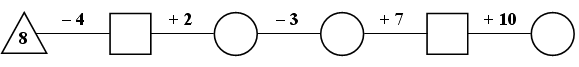 – 4 + 2 – 3 + 7 + 10
8